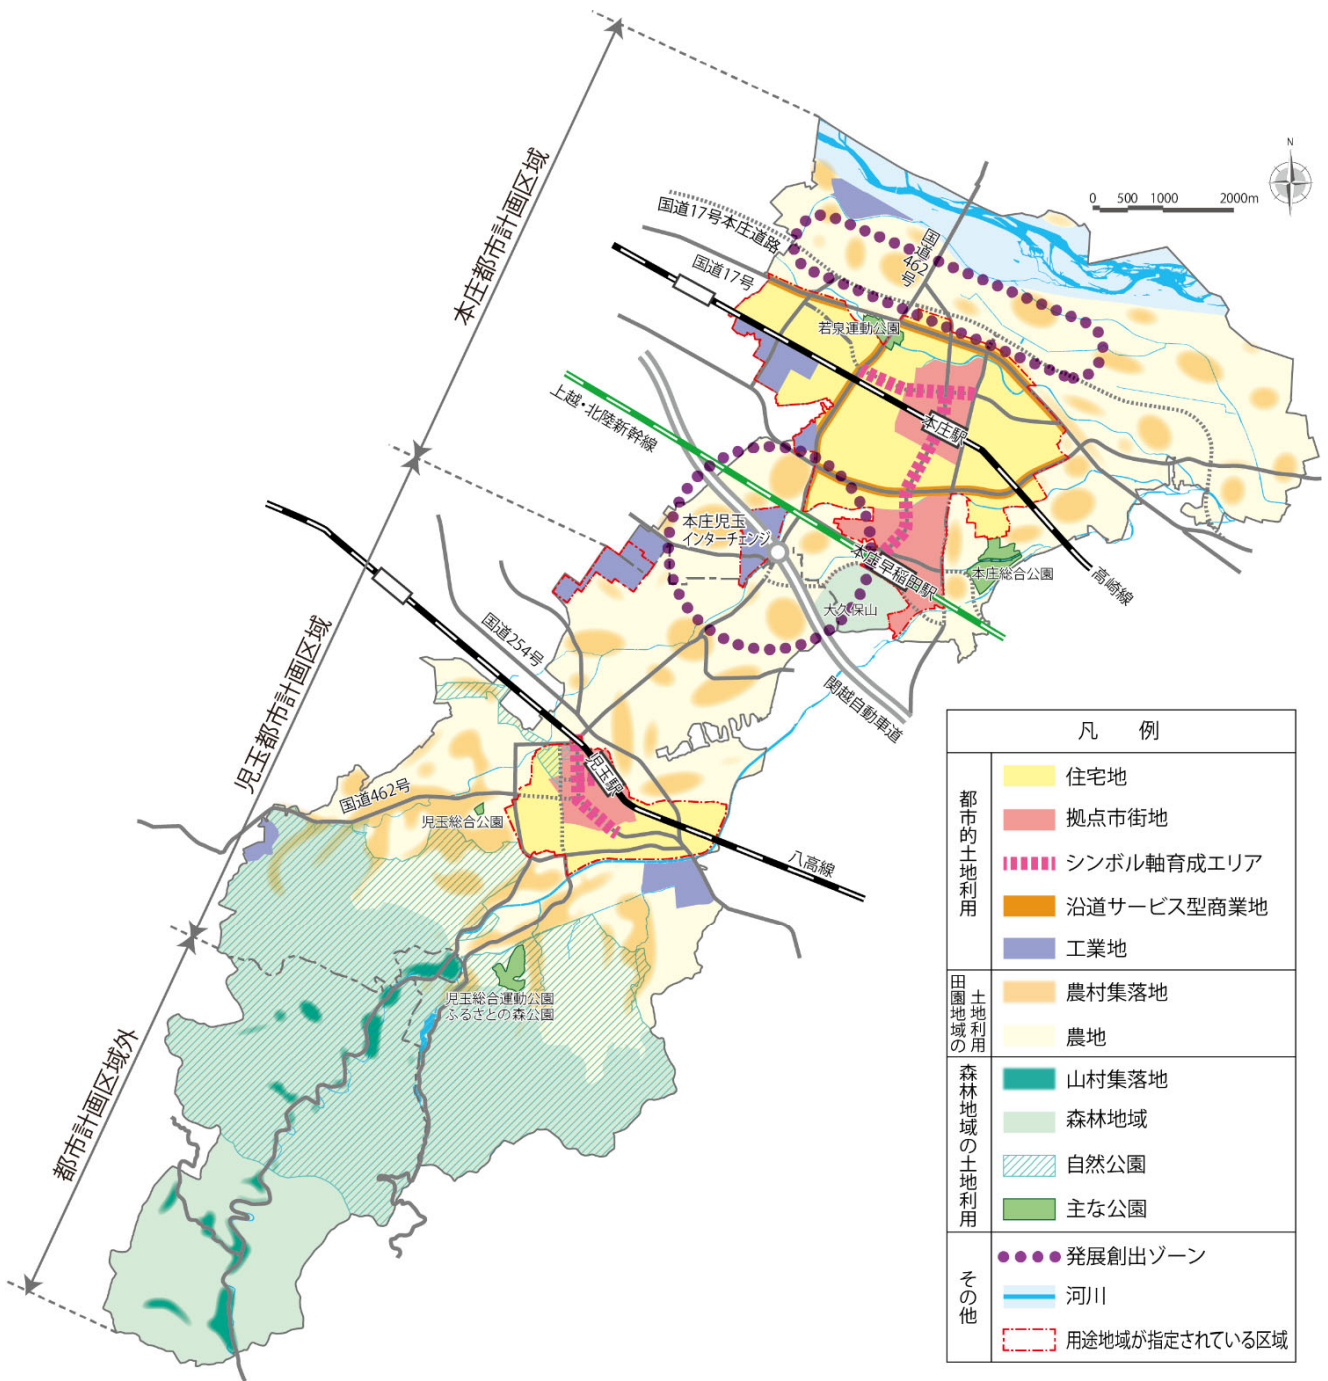 N
0 500 1000 2000m
本庄都市計画区域
児玉都市計画区域
都市計画区域外
国道17号本庄道路
国道462号
国道17号
若泉運動公園
上越・北陸新幹線
本庄駅
本庄児玉
インターチェンジ
本庄早稲田駅
本庄総合公園
高崎線
大久保山
国道254号
関越自動車道
児玉駅
国道462号
児玉総合公園
八高線
児玉総合運動公園
ふるさとの森公園
凡 例
都市的土地利用
住宅地
拠点市街地
シンボル軸育成エリア
沿道サービス型商業地
工業地
田園地域の
土地利用
農村集落地
農地
森林地域の土地利用
山村集落地
森林地域
自然公園
主な公園
その他
発展創出ゾーン
河川
用途地域が指定されている区域